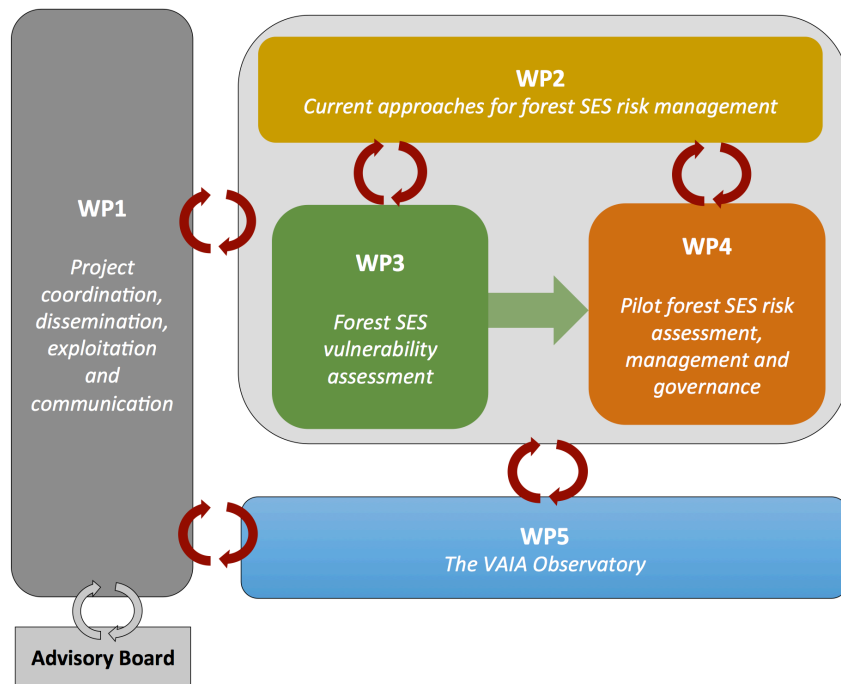 WP1
Project
coordination,
dissemination,
exploitation
and
communication
WP2
Current approaches for forest SES risk management
WP3
Forest SES
vulnerability
assessment
WP4
Pilot forest SES risk
assessment,
management and
governance
WP5
The VAIA Observatory
Advisory Board